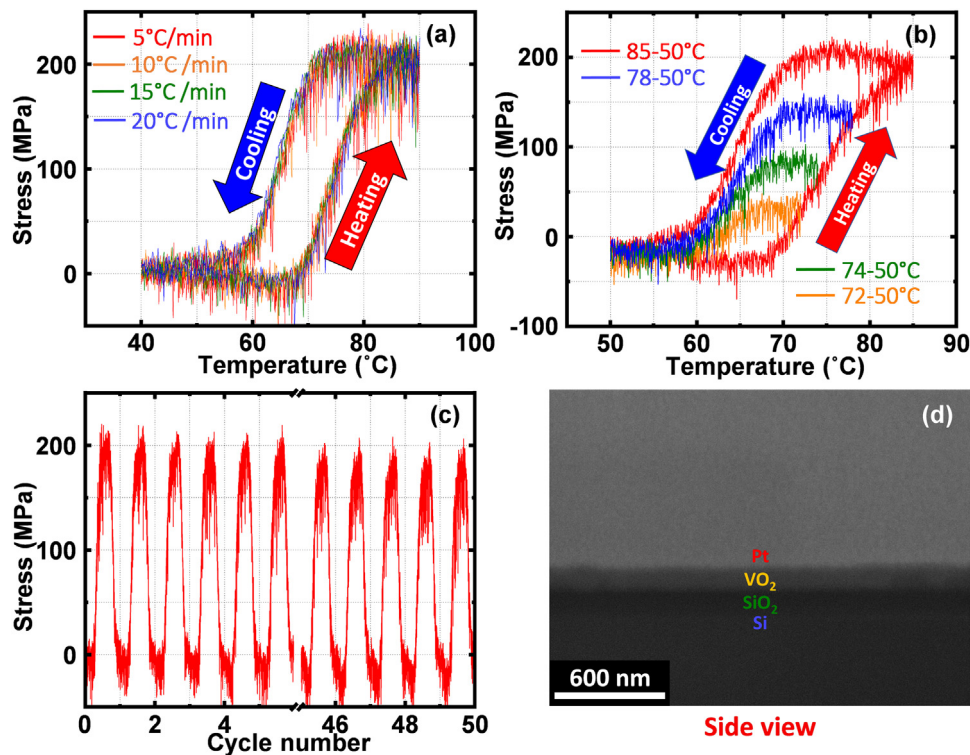 (a)
5°C/min
10°C/min
15°C/min
20°C/min
Cooling
Heating
Stress (MPa)
200
100
0
40
60
80
100
Temperature (˚C)
(b)
85-50°C
78-50°C
Cooling
Heating
74-50°C
72-50°C
Stress (MPa)
200
100
0
-100
50
60
70
80
90
Temperature (˚C)
(c)
Stress (MPa)
200
100
0
0
2
4
46
48
50
Cycle number
(d)
Pt
VO₂
SiO₂
Si
600 nm
Side view